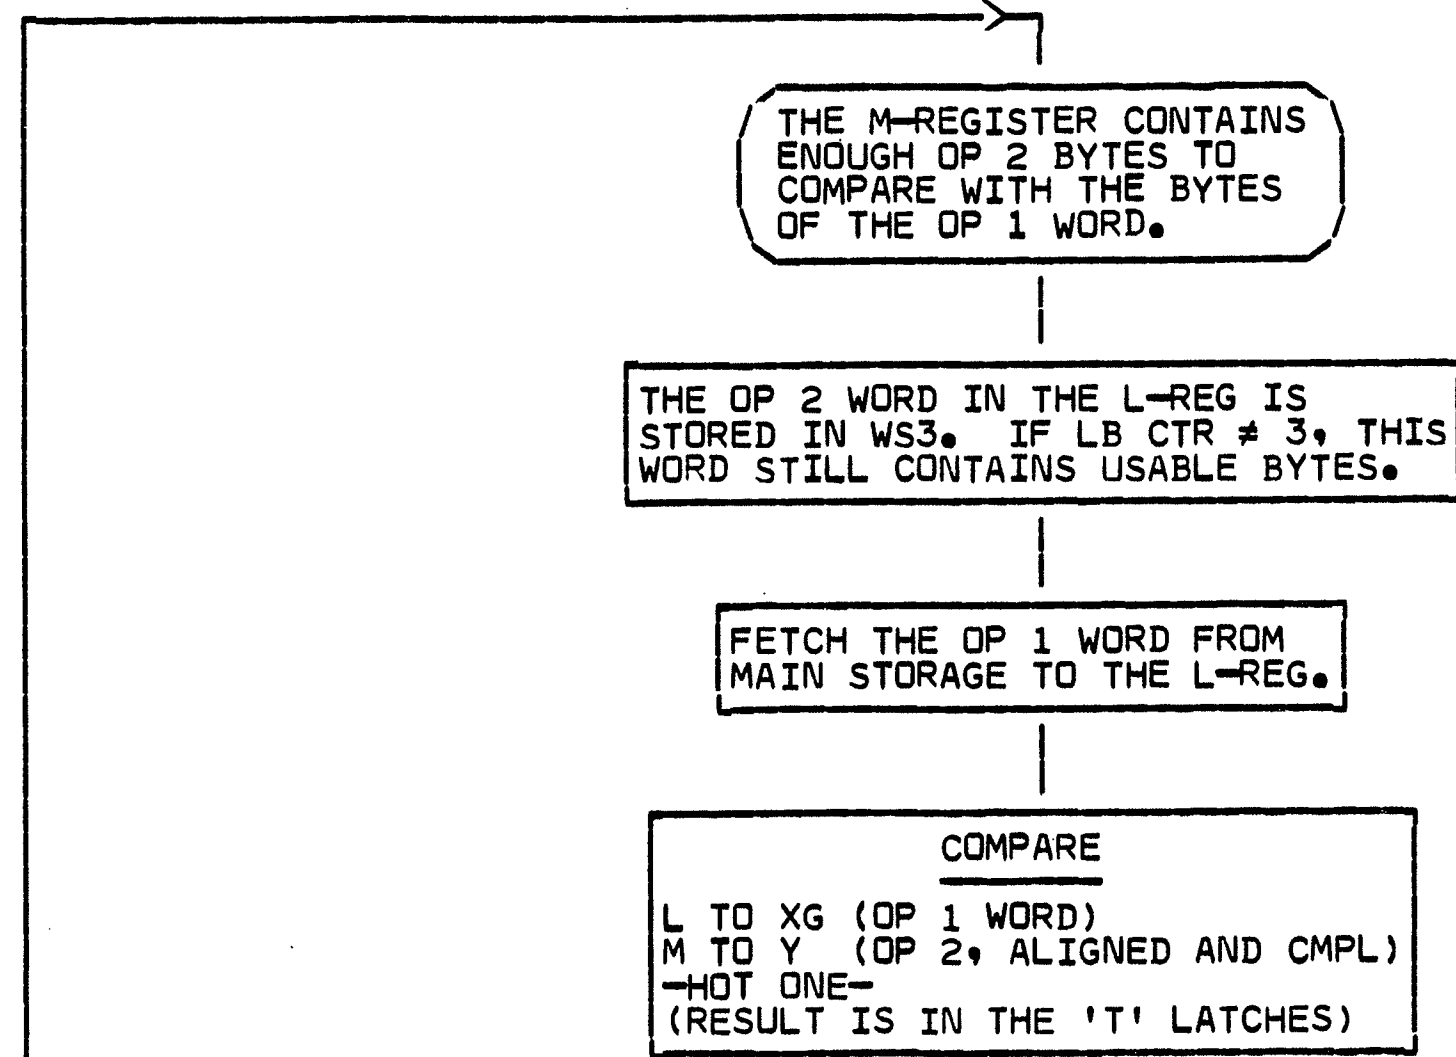 THE M-REGISTER CONTAINS
ENOUGH OP 2 BYTES TO
COMPARE WITH THE BYTES
OF THE OP 1 WORD.
THE OP 2 WORD IN THE L-REG IS
STORED IN WS3.  IF LB CTR ≠ 3, THIS
WORD STILL CONTAINS USABLE BYTES.
FETCH THE OP 1 WORD FROM
MAIN STORAGE TO THE L-REG.
COMPARE
L TO XG (OP 1 WORD)
M TO Y  (OP 2, ALIGNED AND CMPL)
-HOT ONE-
(RESULT IS IN THE 'T' LATCHES)